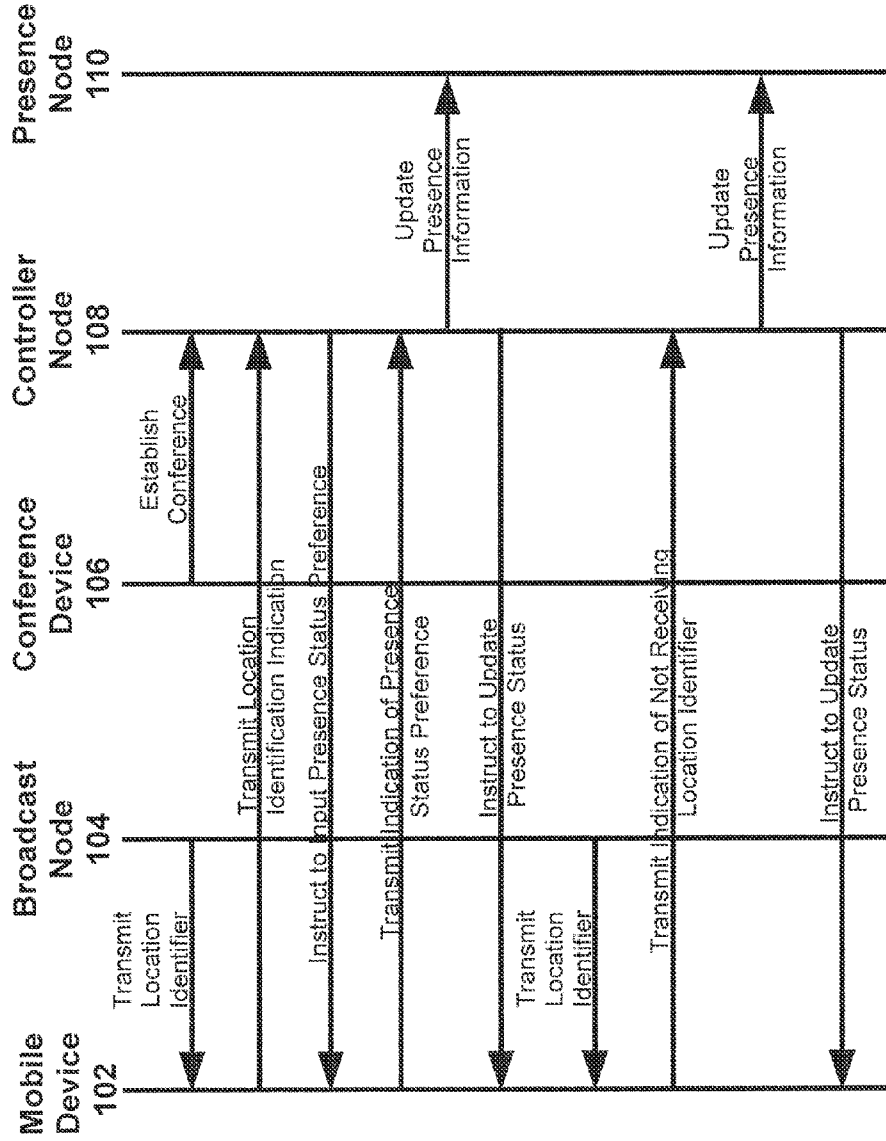 Mobile
Device
102
Broadcast
Node
104
Conference
Device
106
Controller
Node
108
Presence
Node
110
Transmit
Location
Identifier
Establish
Conference
Transmit Location
Identification Indication
Instruct to Input Presence Status Preference
Transmit Indication of Presence
Status Preference
Update
Presence
Information
Instruct to Update
Presence Status
Transmit
Location
Identifier
Transmit Indication of Not Receiving
Location Identifier
Update
Presence
Information
Instruct to Update
Presence Status